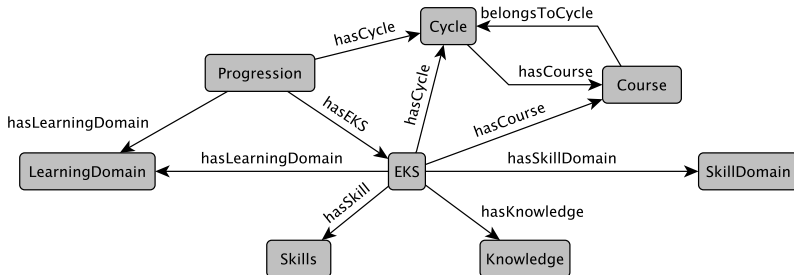 belongsToCycle
Cycle
hasCycle
Progression
hasCourse
Course
hasCycle
hasEKS
hasLearningDomain
hasCourse
hasLearningDomain
hasSkillDomain
LearningDomain
EKS
SkillDomain
hasSkill
hasKnowledge
Skills
Knowledge